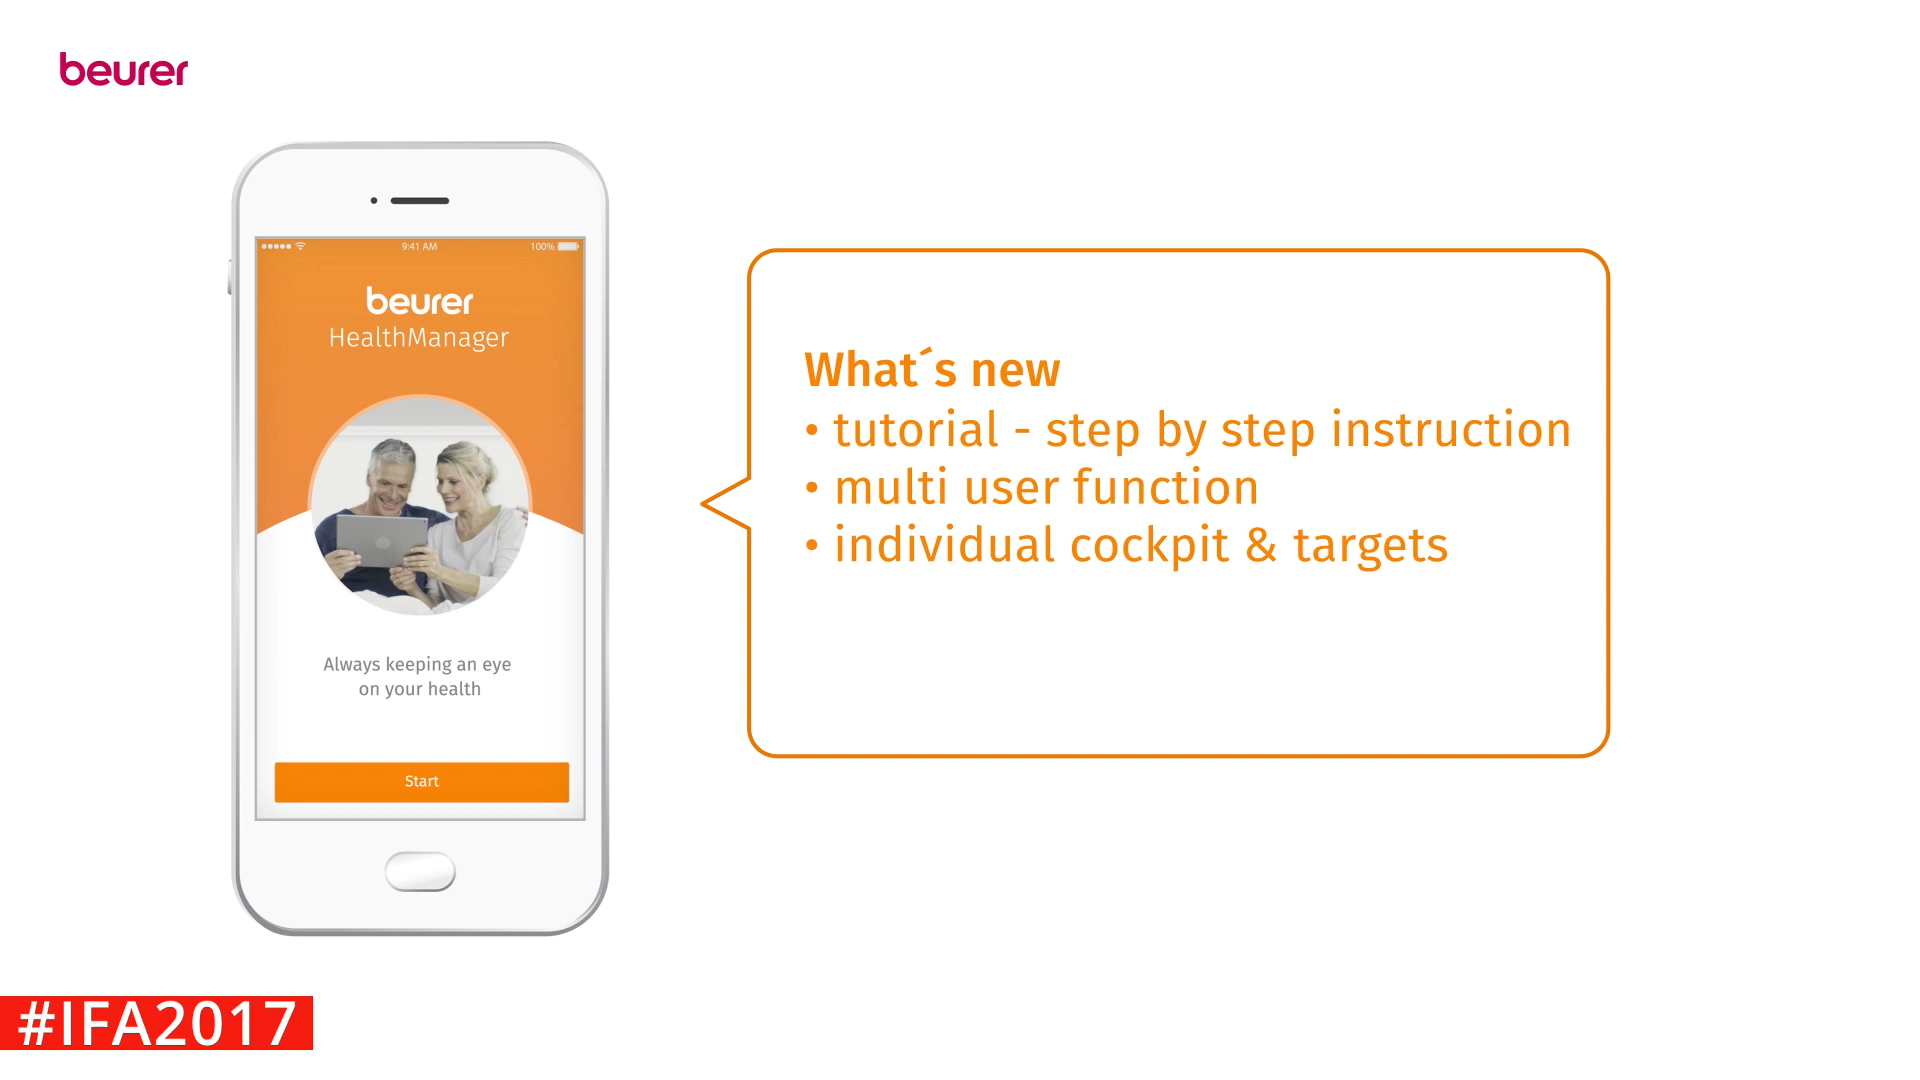 beurer
9:41 AM 100%
beurer
HealthManager
Always keeping an eye
on your health
Start
What´s new
• tutorial - step by step instruction
• multi user function
• individual cockpit & targets
#IFA2017